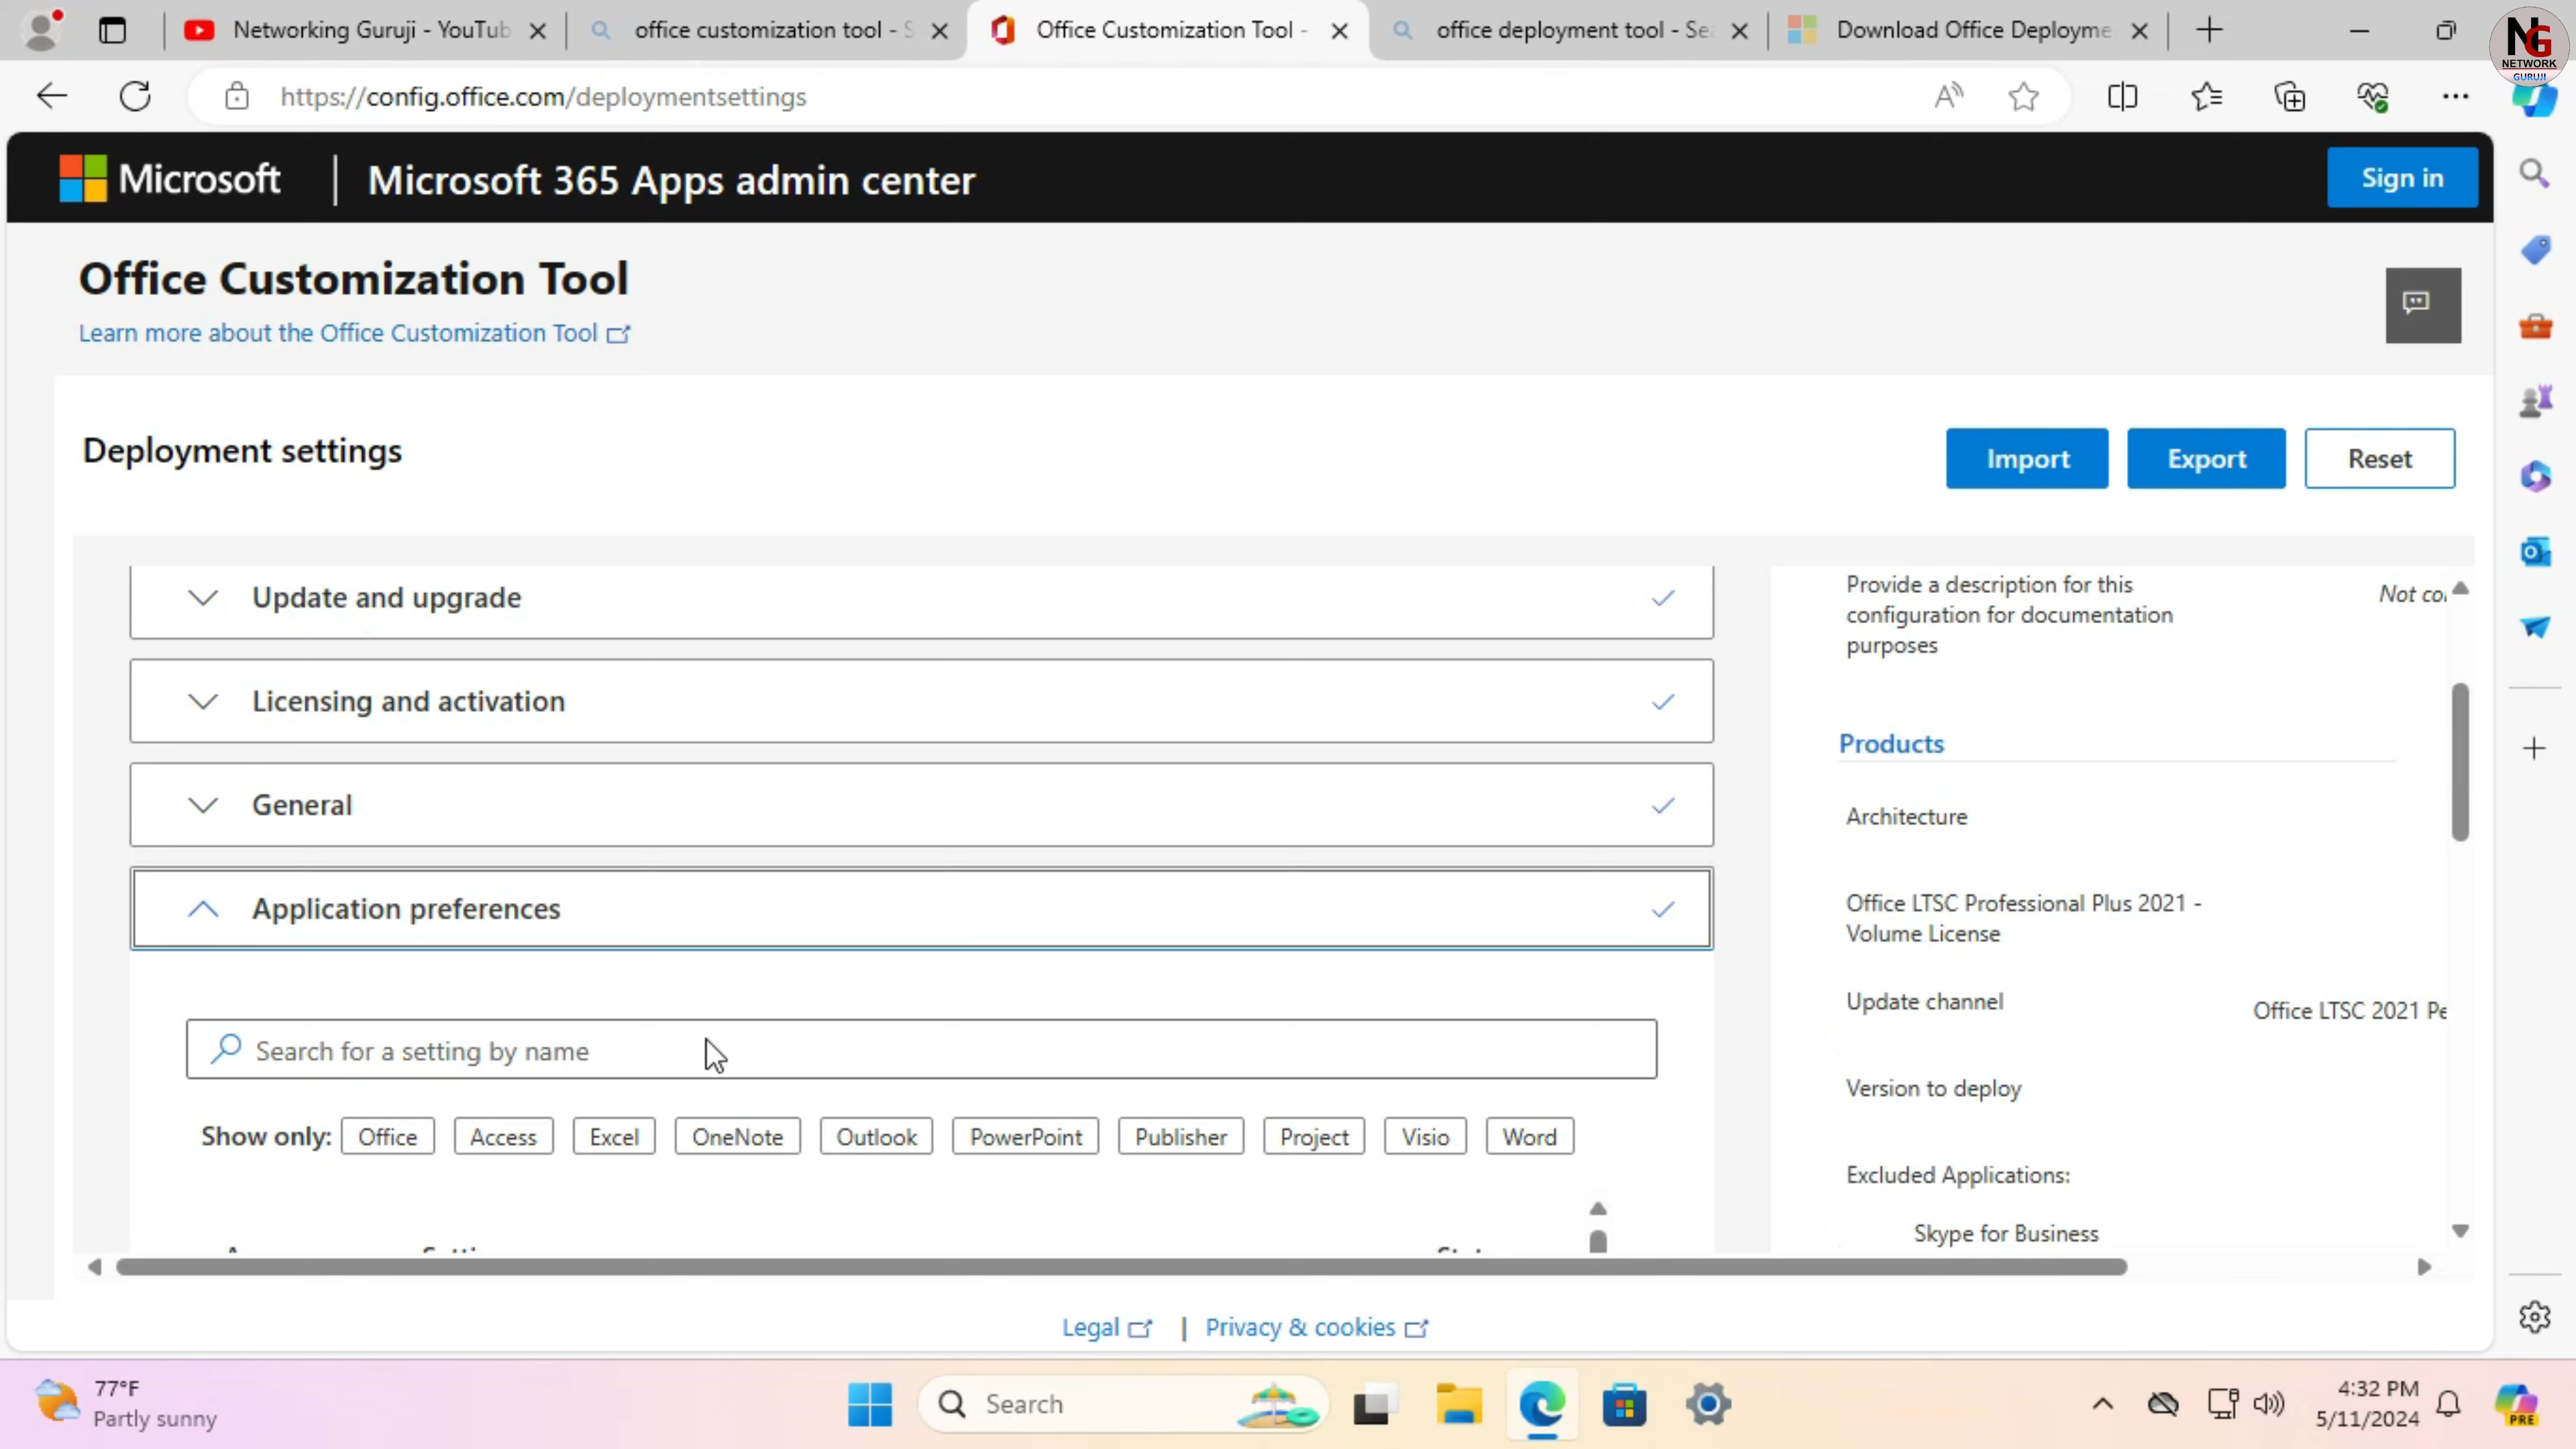 Networking Guruji - YouTub
office customization tool - S
Office Customization Tool -
office deployment tool - Se
Download Office Deployme
NG
NETWORK
GURUJI
https://config.office.com/deploymentsettings
Microsoft | Microsoft 365 Apps admin center
Sign in
Office Customization Tool
Learn more about the Office Customization Tool
Deployment settings
Import
Export
Reset
Update and upgrade
Licensing and activation
General
Application preferences
Search for a setting by name
Show only: Office Access Excel OneNote Outlook PowerPoint Publisher Project Visio Word
Provide a description for this
configuration for documentation
purposes
Not co
Products
Architecture
Office LTSC Professional Plus 2021 -
Volume License
Update channel
Office LTSC 2021 Pe
Version to deploy
Excluded Applications:
Skype for Business
Legal | Privacy & cookies
77°F
Partly sunny
Search
4:32 PM
5/11/2024
PRE